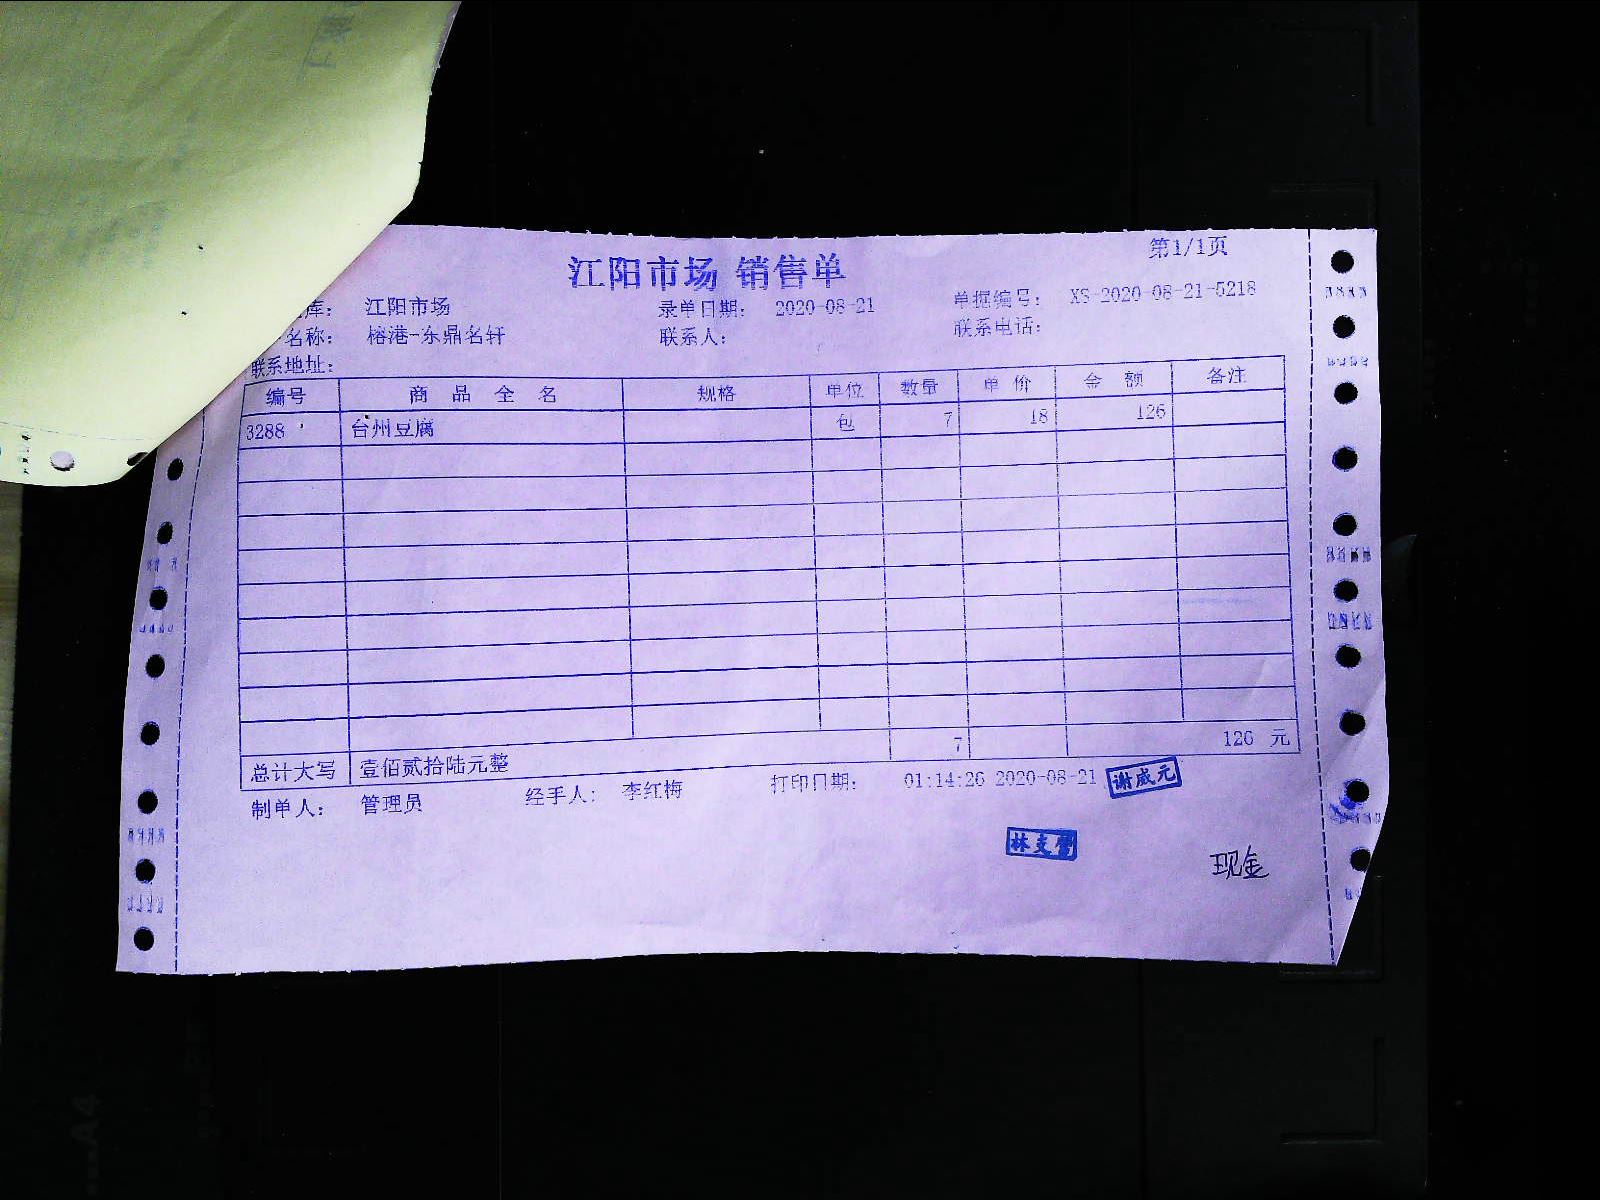 第1/1页
江阳市场 销售单
库： 江阳市场 录单日期： 2020-08-21 单据编号： XS-2020-08-21-5218
名称： 榕港-东鼎名轩 联系人： 联系电话：
联系地址：
编号 商 品 全 名 规格 单位 数量 单 价 金 额 备注
3288 台州豆腐 包 7 18 126
总计大写 壹佰贰拾陆元整 7 126 元
制单人： 管理员 经手人： 李红梅 打印日期： 01:14:26 2020-08-21 谢威元
现金